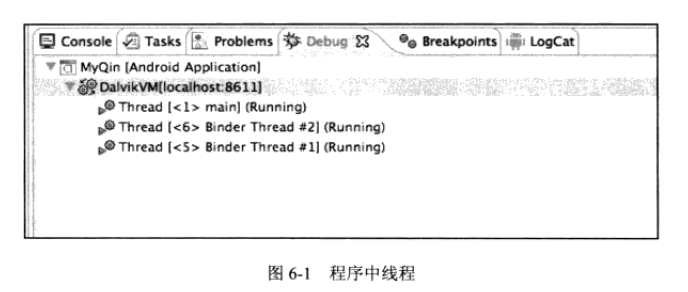 Console Tasks Problems Debug Breakpoints LogCat
MyQin [Android Application]
DalvikVM[localhost:8611]
Thread [<1> main] (Running)
Thread [<6> Binder Thread #2] (Running)
Thread [<5> Binder Thread #1] (Running)
图 6-1 程序中线程